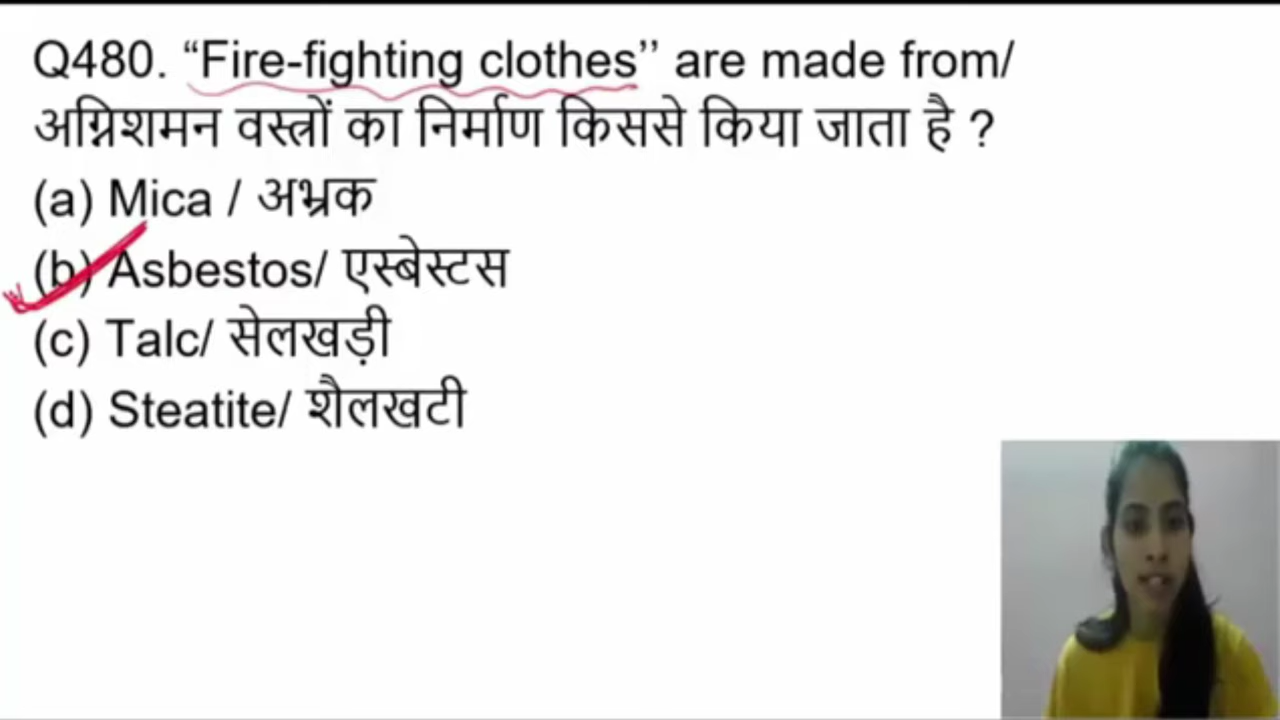 Q480. “Fire-fighting clothes’’ are made from/
अग्निशमन वस्त्रों का निर्माण किससे किया जाता है ?
(a) Mica / अभ्रक
(b) Asbestos/ एस्बेस्टस
(c) Talc/ सेलखड़ी
(d) Steatite/ शैलखटी